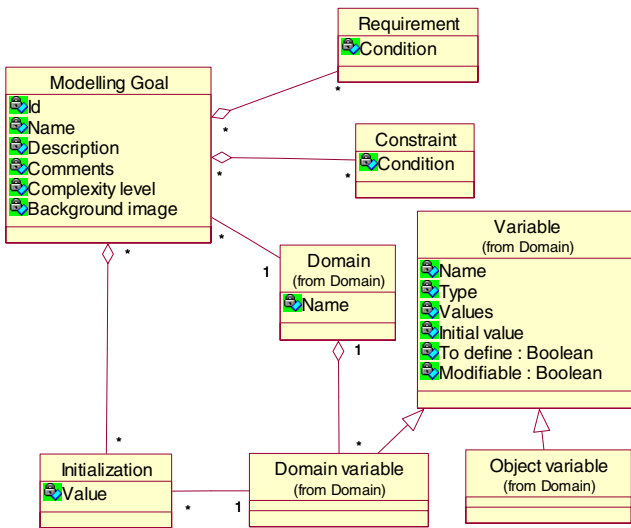 Requirement
Condition
Modelling Goal
Id
Name
Description
Comments
Complexity level
Background image
*
*
Constraint
Condition
*
*
Variable
(from Domain)
Name
Type
Values
Initial value
To define : Boolean
Modifiable : Boolean
*
*
1
Domain
(from Domain)
Name
1
*
*
Initialization
Value
*
1
Domain variable
(from Domain)
Object variable
(from Domain)